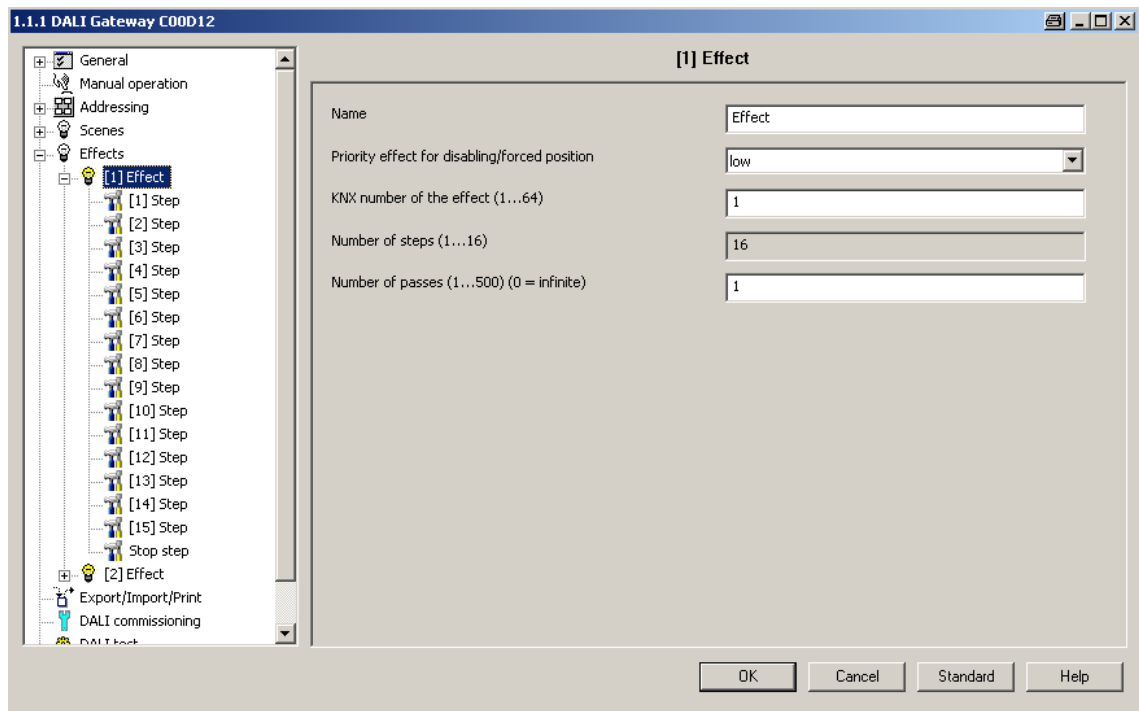 1.1.1 DALI Gateway C00D12
General
Manual operation
Addressing
Scenes
Effects
[1] Effect
[1] Step
[2] Step
[3] Step
[4] Step
[5] Step
[6] Step
[7] Step
[8] Step
[9] Step
[10] Step
[11] Step
[12] Step
[13] Step
[14] Step
[15] Step
Stop step
[2] Effect
Export/Import/Print
DALI commissioning
DALI test
[1] Effect
Name Effect
Priority effect for disabling/forced position low
KNX number of the effect (1...64) 1
Number of steps (1...16) 16
Number of passes (1...500) (0 = infinite) 1
OK Cancel Standard Help